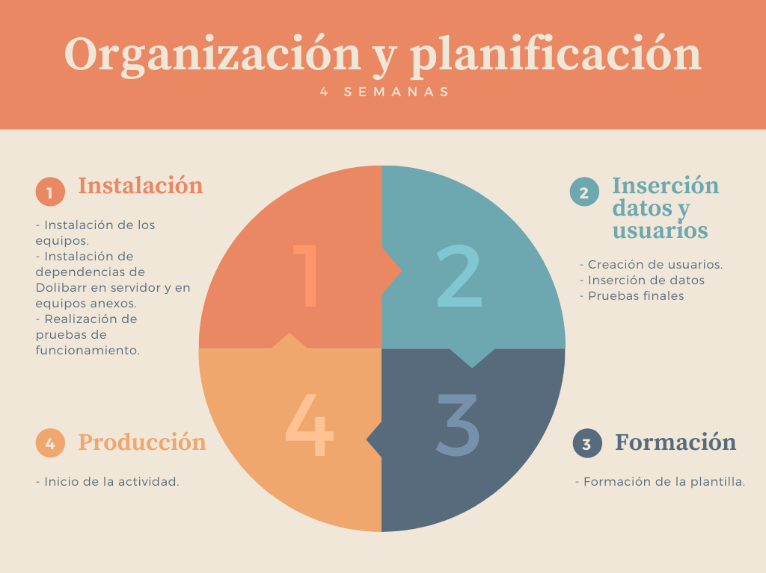 Organización y planificación
4 SEMANAS
1
Instalación
- Instalación de los
equipos.
- Instalación de
dependencias de
Dolibarr en servidor y en
equipos anexos.
- Realización de
pruebas de
funcionamiento.
1
2
2
Inserción
datos y
usuarios
- Creación de usuarios.
- Inserción de datos
- Pruebas finales
4
Producción
- Inicio de la actividad.
4
3
3
Formación
- Formación de la plantilla.